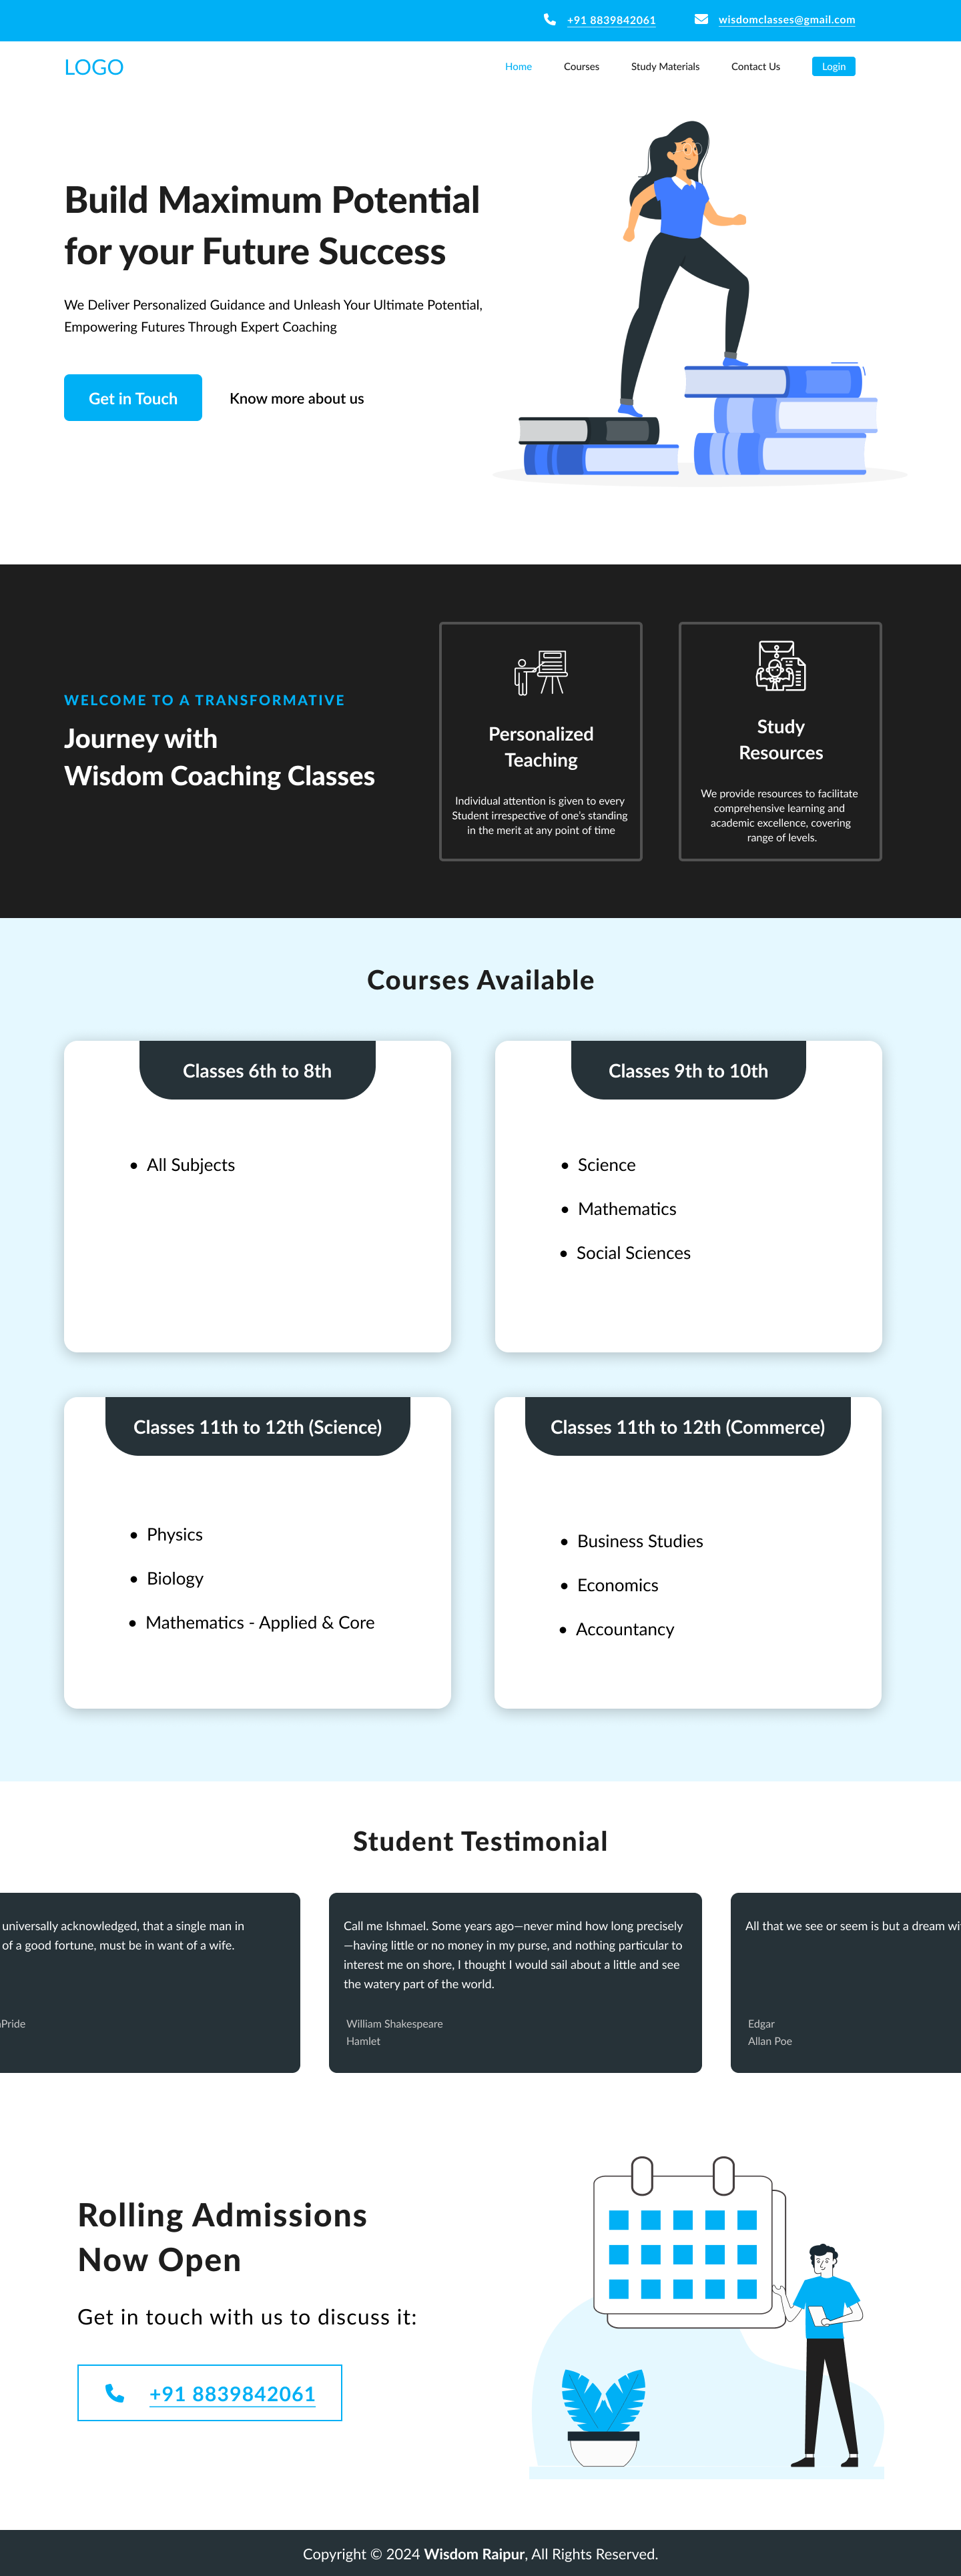 +91 8839842061
wisdomclasses@gmail.com
LOGO
Home
Courses
Study Materials
Contact Us
Login
Build Maximum Potential
for your Future Success
We Deliver Personalized Guidance and Unleash Your Ultimate Potential,
Empowering Futures Through Expert Coaching
Get in Touch
Know more about us
WELCOME TO A TRANSFORMATIVE
Journey with
Wisdom Coaching Classes
Personalized
Teaching
Individual attention is given to every
Student irrespective of one's standing
in the merit at any point of time
Study
Resources
We provide resources to facilitate
comprehensive learning and
academic excellence, covering
range of levels.
Courses Available
Classes 6th to 8th
• All Subjects
Classes 9th to 10th
• Science
• Mathematics
• Social Sciences
Classes 11th to 12th (Science)
• Physics
• Biology
• Mathematics - Applied & Core
Classes 11th to 12th (Commerce)
• Business Studies
• Economics
• Accountancy
Student Testimonial
universally acknowledged, that a single man in
of a good fortune, must be in want of a wife.
Pride
Call me Ishmael. Some years ago—never mind how long precisely
—having little or no money in my purse, and nothing particular to
interest me on shore, I thought I would sail about a little and see
the watery part of the world.
William Shakespeare
Hamlet
All that we see or seem is but a dream wi
Edgar
Allan Poe
Rolling Admissions
Now Open
Get in touch with us to discuss it:
+91 8839842061
Copyright © 2024 Wisdom Raipur, All Rights Reserved.